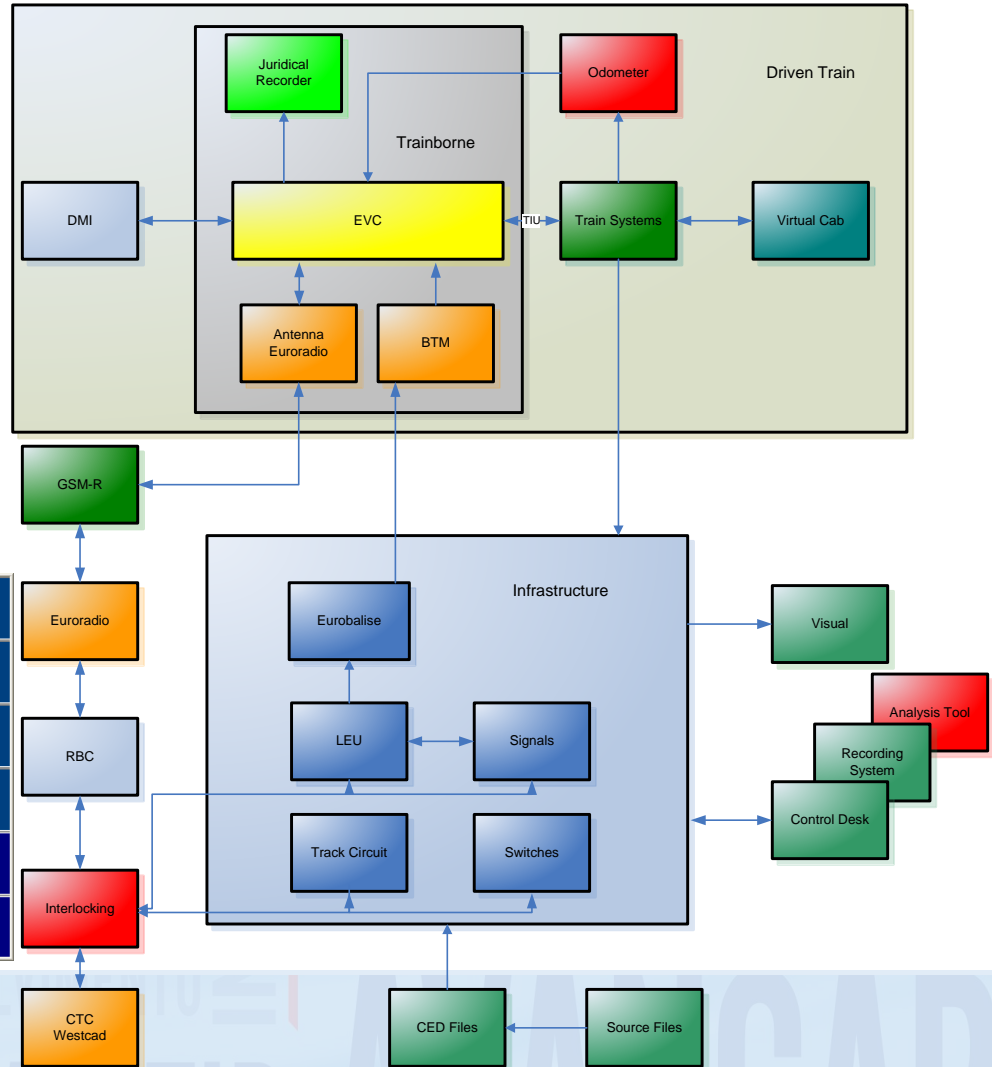 Juridical
Recorder
Odometer
Driven Train
Trainborne
DMI
EVC
TIU
Train Systems
Virtual Cab
Antenna
Euroradio
BTM
GSM-R
Infrastructure
Eurobalise
Euroradio
Visual
LEU
Signals
Analysis Tool
RBC
Recording
System
Control Desk
Track Circuit
Switches
Interlocking
CTC
Westcad
CED Files
Source Files